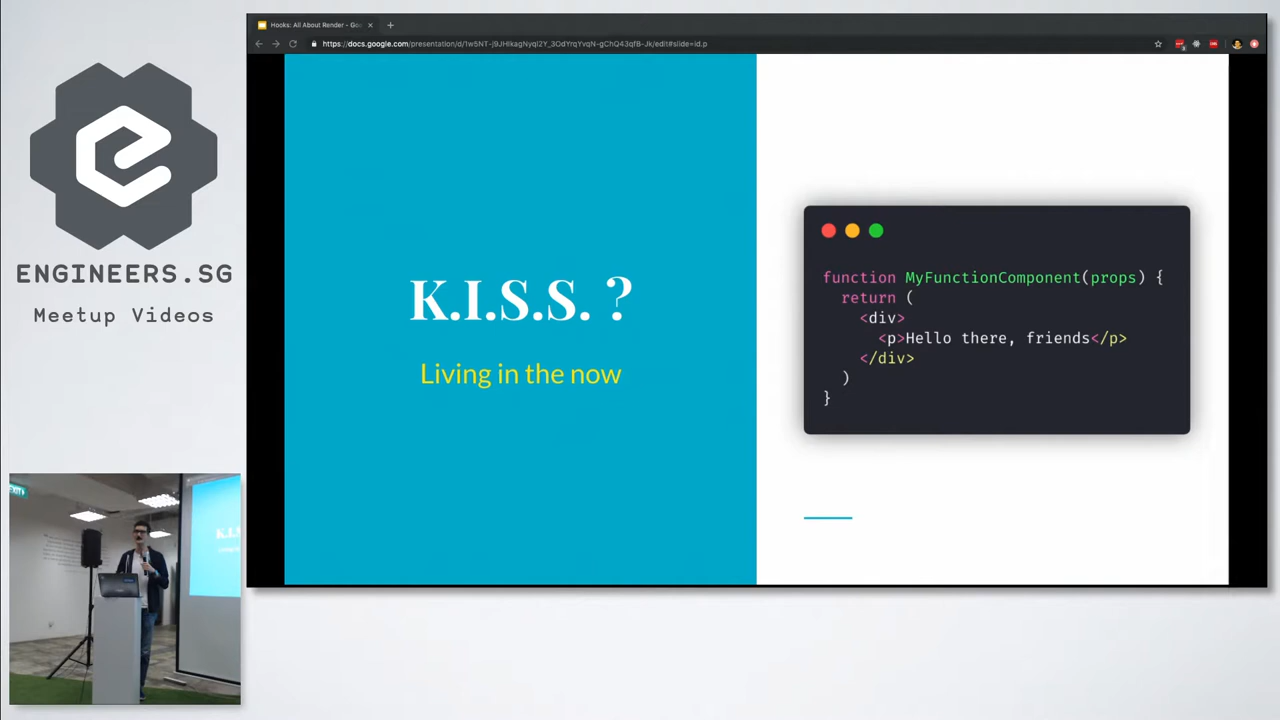 ENGINEERS.SG
Meetup Videos
Hooks: All About Render - Go
K.I.S.S. ?
Living in the now
function MyFunctionComponent(props) {
return (
<div>
<p>Hello there, friends</p>
</div>
)
}
EXIT
K.I.